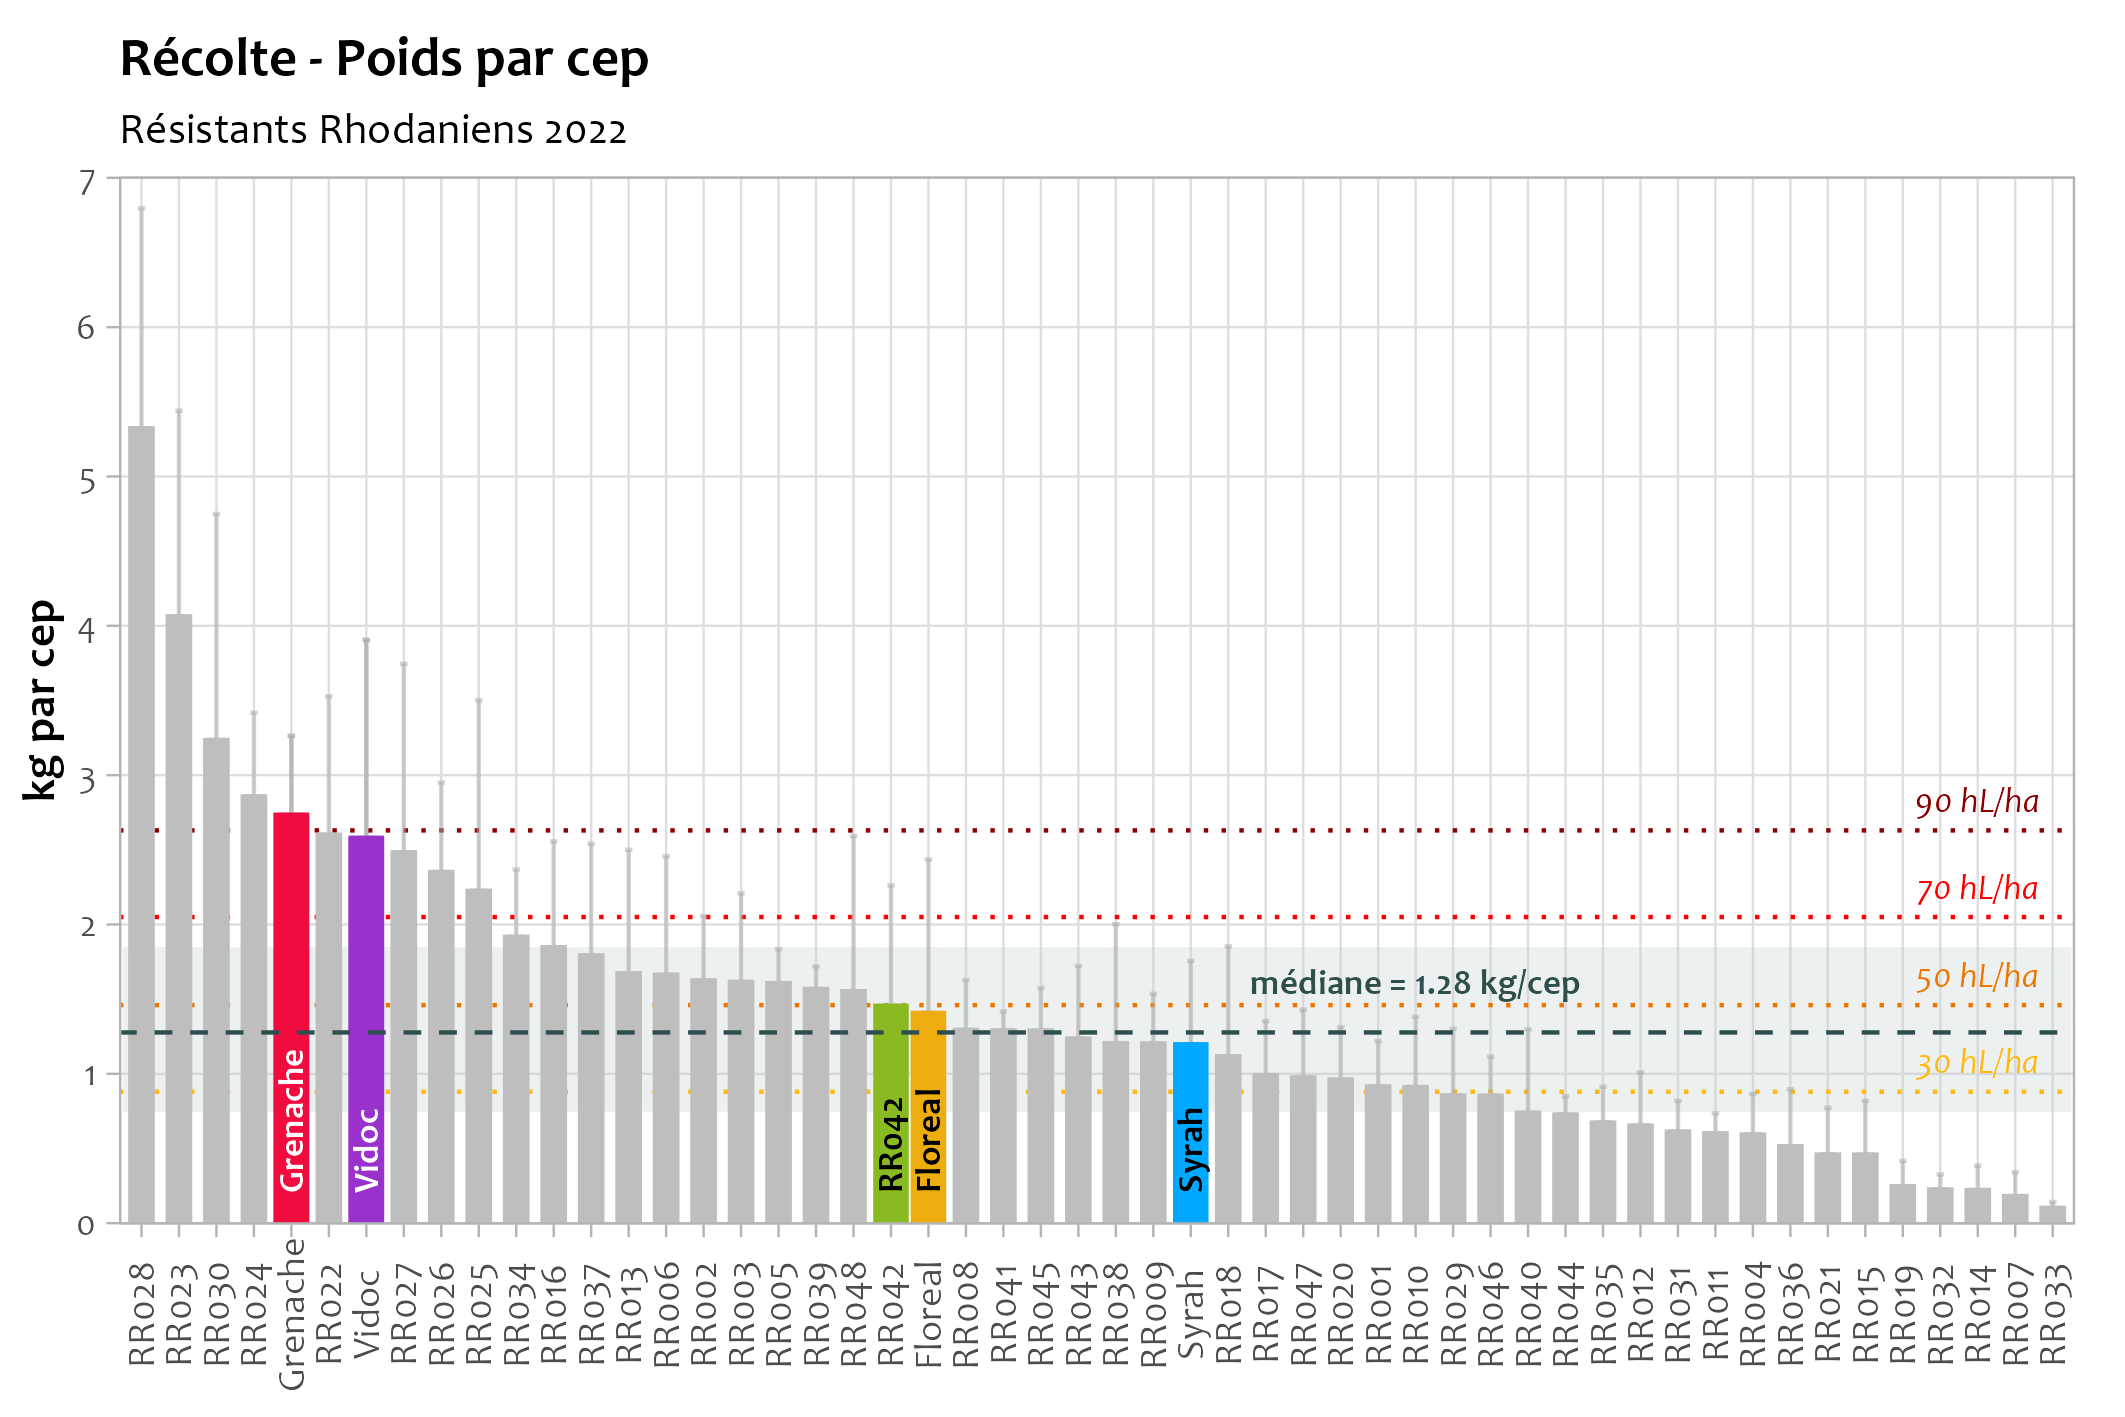 Récolte - Poids par cep
Résistants Rhodaniens 2022
kg par cep
7
6
5
4
3
2
1
0
90 hL/ha
70 hL/ha
50 hL/ha
30 hL/ha
médiane = 1.28 kg/cep
Grenache
Vidoc
RR042
Floreal
Syrah
RR028
RR023
RR030
RR024
Grenache
RR022
Vidoc
RR027
RR026
RR025
RR034
RR016
RR037
RR013
RR006
RR002
RR003
RR005
RR039
RR048
RR042
Floreal
RR008
RR041
RR045
RR043
RR038
RR009
Syrah
RR018
RR017
RR047
RR020
RR001
RR010
RR029
RR046
RR040
RR044
RR035
RR012
RR031
RR011
RR004
RR036
RR021
RR015
RR019
RR032
RR014
RR007
RR033